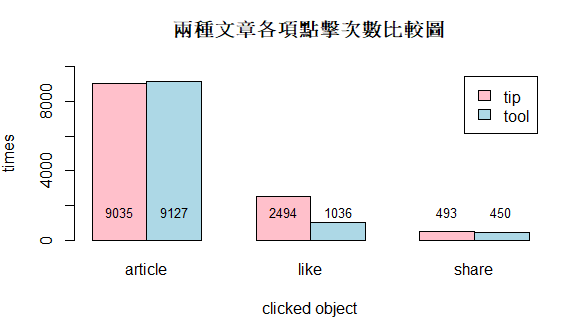 兩種文章各項點擊次數比較圖
tip
tool
times
8000
4000
0
9035
9127
2494
1036
493
450
article
like
share
clicked object